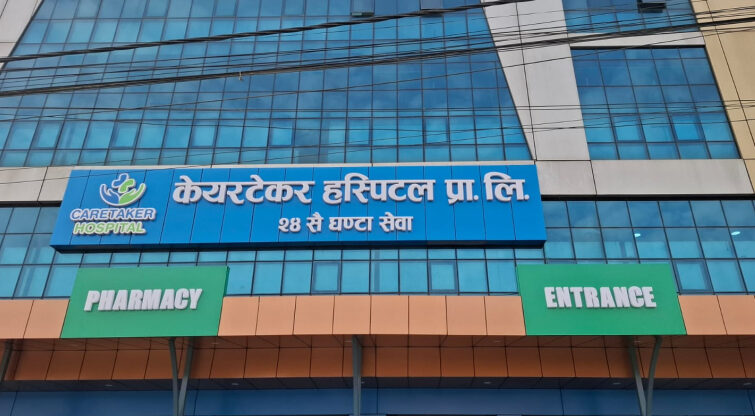 CARETAKER
HOSPITAL
केयरटेकर हस्पिटल प्रा. लि.
२४ सै घण्टा सेवा
PHARMACY
ENTRANCE